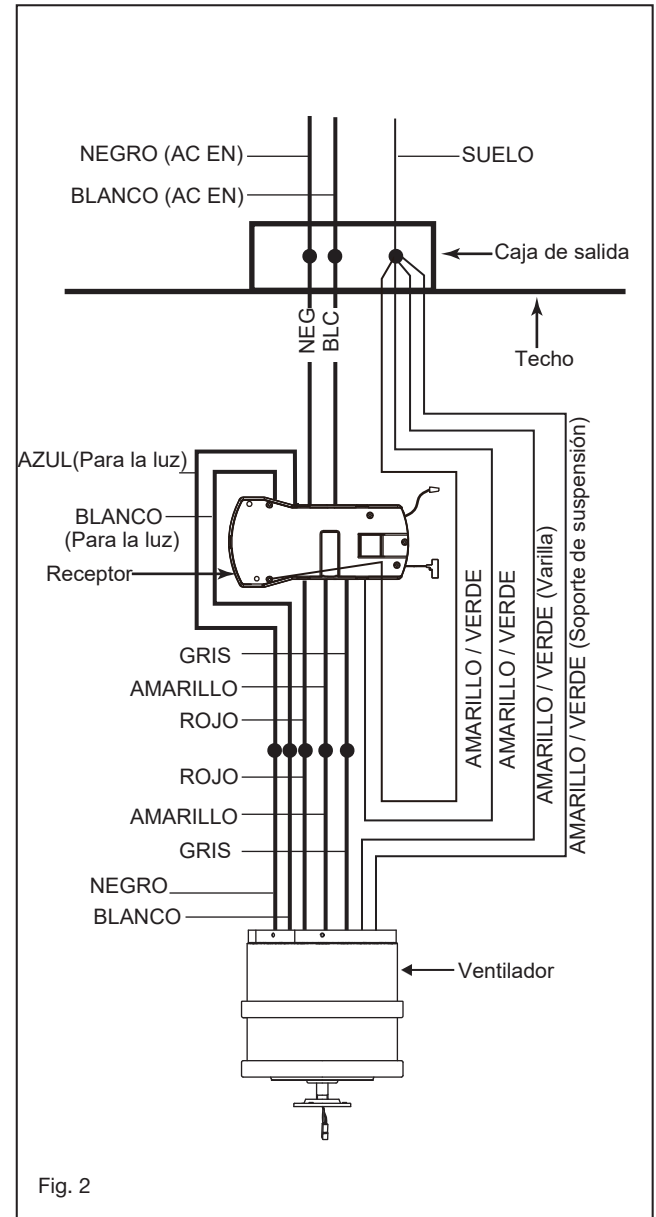 NEGRO (AC EN)
SUELO
BLANCO (AC EN)
Caja de salida
NEG
BLC
Techo
AZUL(Para la luz)
BLANCO
(Para la luz)
Receptor
GRIS
AMARILLO
ROJO
ROJO
AMARILLO
GRIS
NEGRO
BLANCO
AMARILLO / VERDE
AMARILLO / VERDE
AMARILLO / VERDE (Varilla)
AMARILLO / VERDE (Soporte de suspensión)
Ventilador
Fig. 2